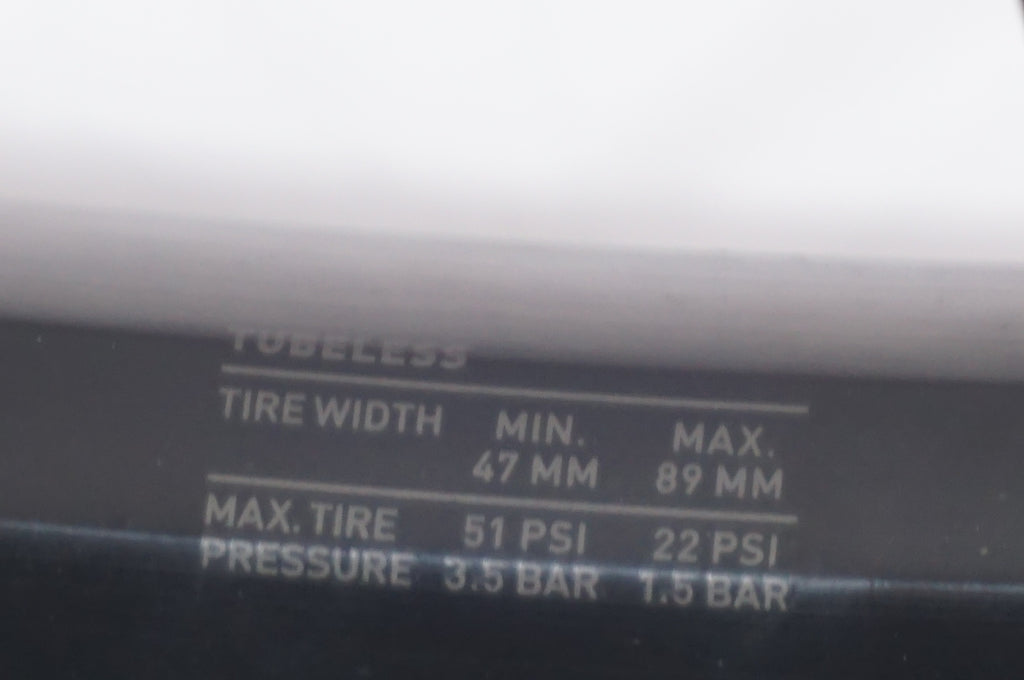 TUBELESS
TIRE WIDTH MIN. MAX.
47 MM 89 MM
MAX. TIRE 51 PSI 22 PSI
PRESSURE 3.5 BAR 1.5 BAR